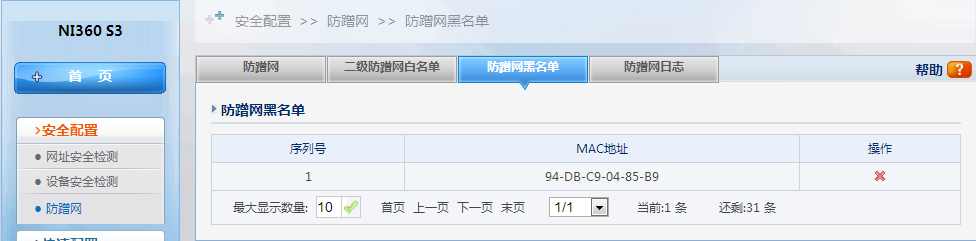 NI360 S3
首 页
>安全配置
网址安全检测
设备安全检测
防蹭网
安全配置 >> 防蹭网 >> 防蹭网黑名单
防蹭网 二级防蹭网白名单 防蹭网黑名单 防蹭网日志 帮助 ?
防蹭网黑名单
序列号 MAC地址 操作
1 94-DB-C9-04-85-B9
最大显示数量: 10 首页 上一页 下一页 末页 1/1 当前:1 条 还剩:31 条